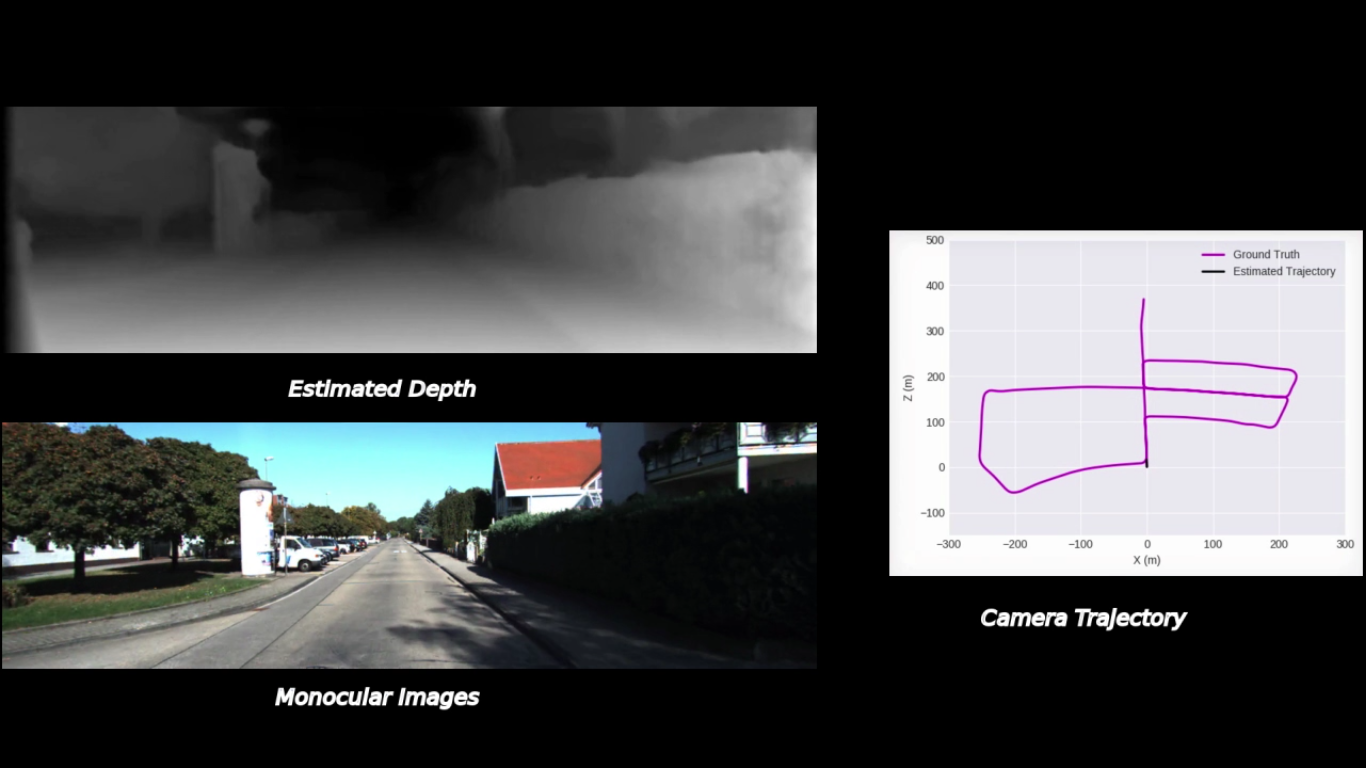 Estimated Depth
Monocular Images
500
400
300
200
100
0
−100
Z (m)
−300
−200
−100
0
100
200
300
X (m)
Ground Truth
Estimated Trajectory
Camera Trajectory